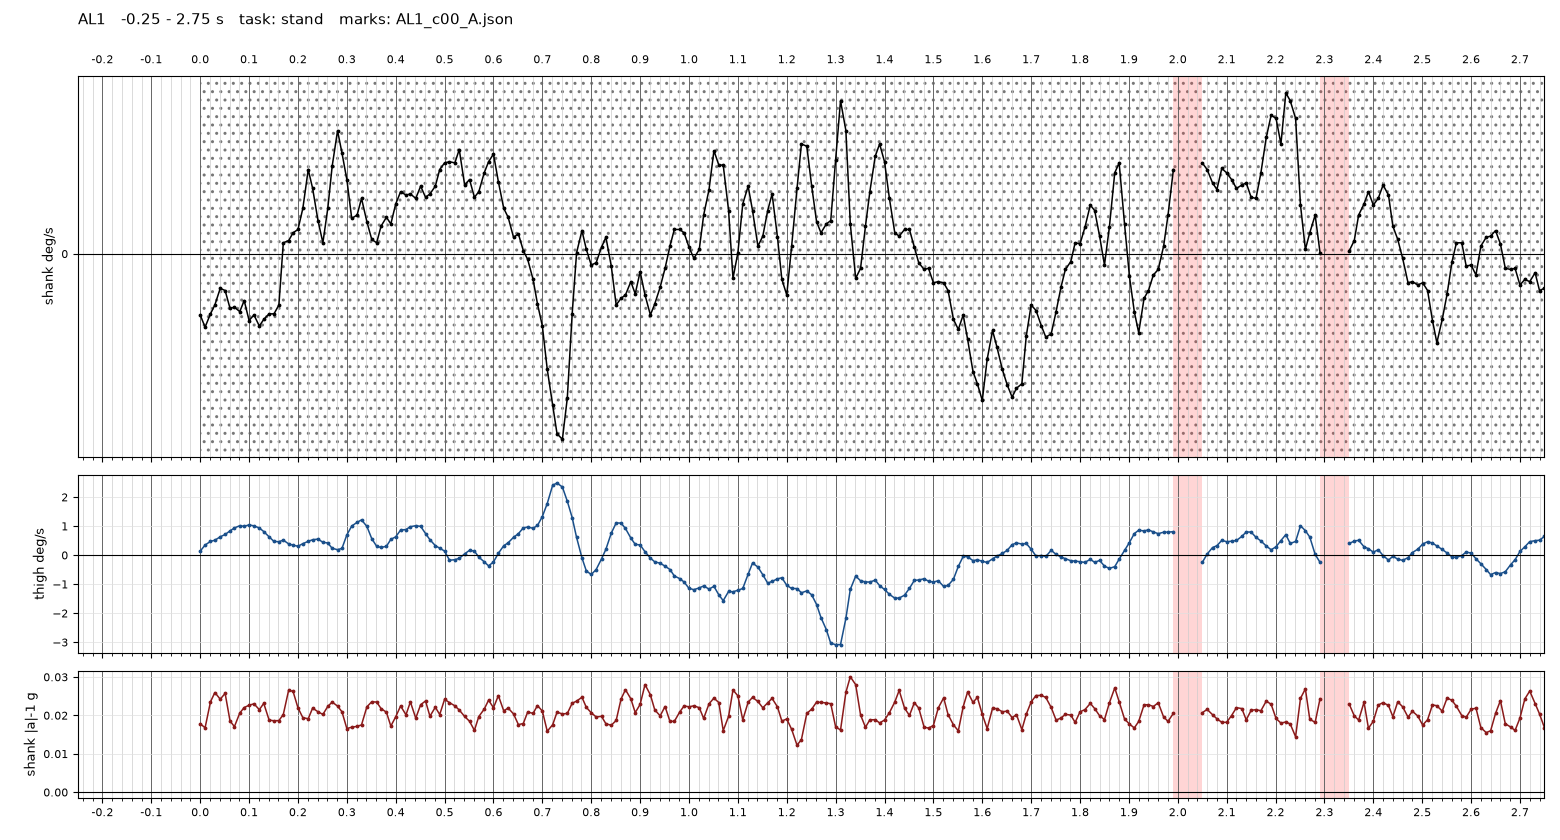 AL1   -0.25 - 2.75 s   task: stand   marks: AL1_c00_A.json
-0.2 -0.1 0.0 0.1 0.2 0.3 0.4 0.5 0.6 0.7 0.8 0.9 1.0 1.1 1.2 1.3 1.4 1.5 1.6 1.7 1.8 1.9 2.0 2.1 2.2 2.3 2.4 2.5 2.6 2.7
shank deg/s
0
thigh deg/s
2
1
0
−1
−2
−3
shank |a|-1 g
0.03
0.02
0.01
0.00
-0.2 -0.1 0.0 0.1 0.2 0.3 0.4 0.5 0.6 0.7 0.8 0.9 1.0 1.1 1.2 1.3 1.4 1.5 1.6 1.7 1.8 1.9 2.0 2.1 2.2 2.3 2.4 2.5 2.6 2.7